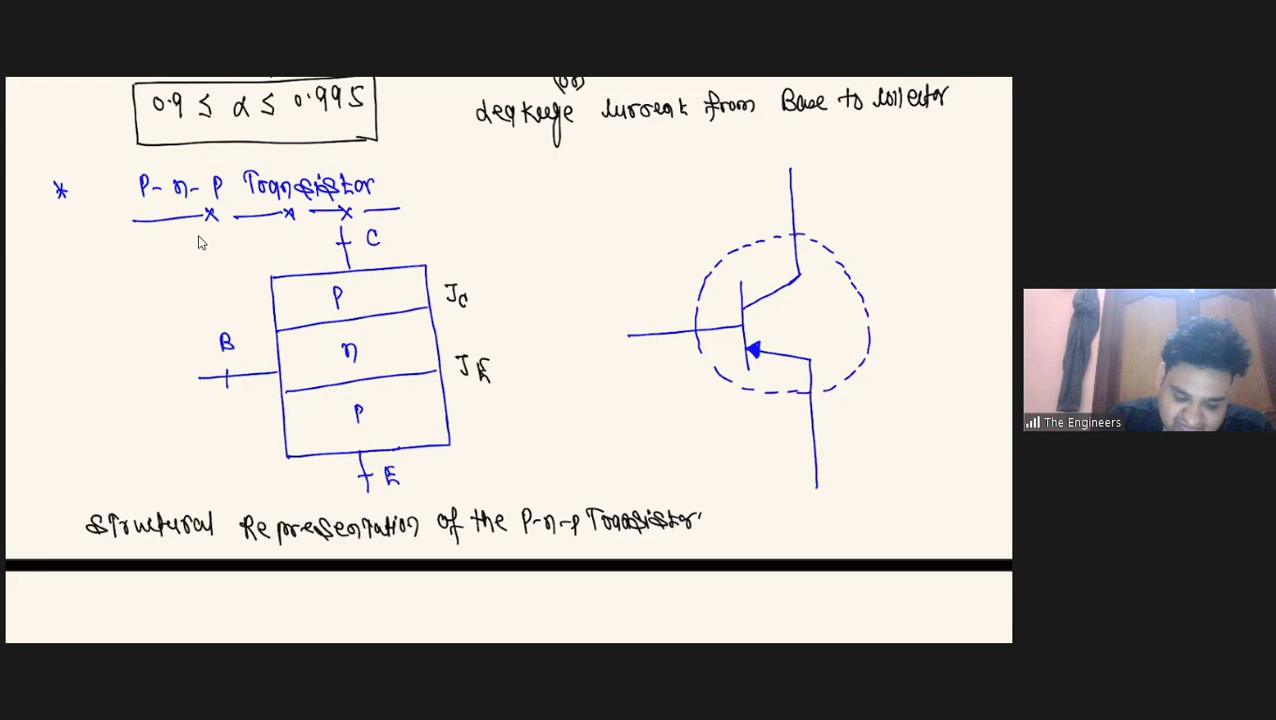 0.9 ≤ α ≤ 0.995
(or)
leakage current from Base to collector
* P-n-p Transistor
C
P
JC
B
n
JE
P
E
The Engineers
Structural Representation of the P-n-p Transistor